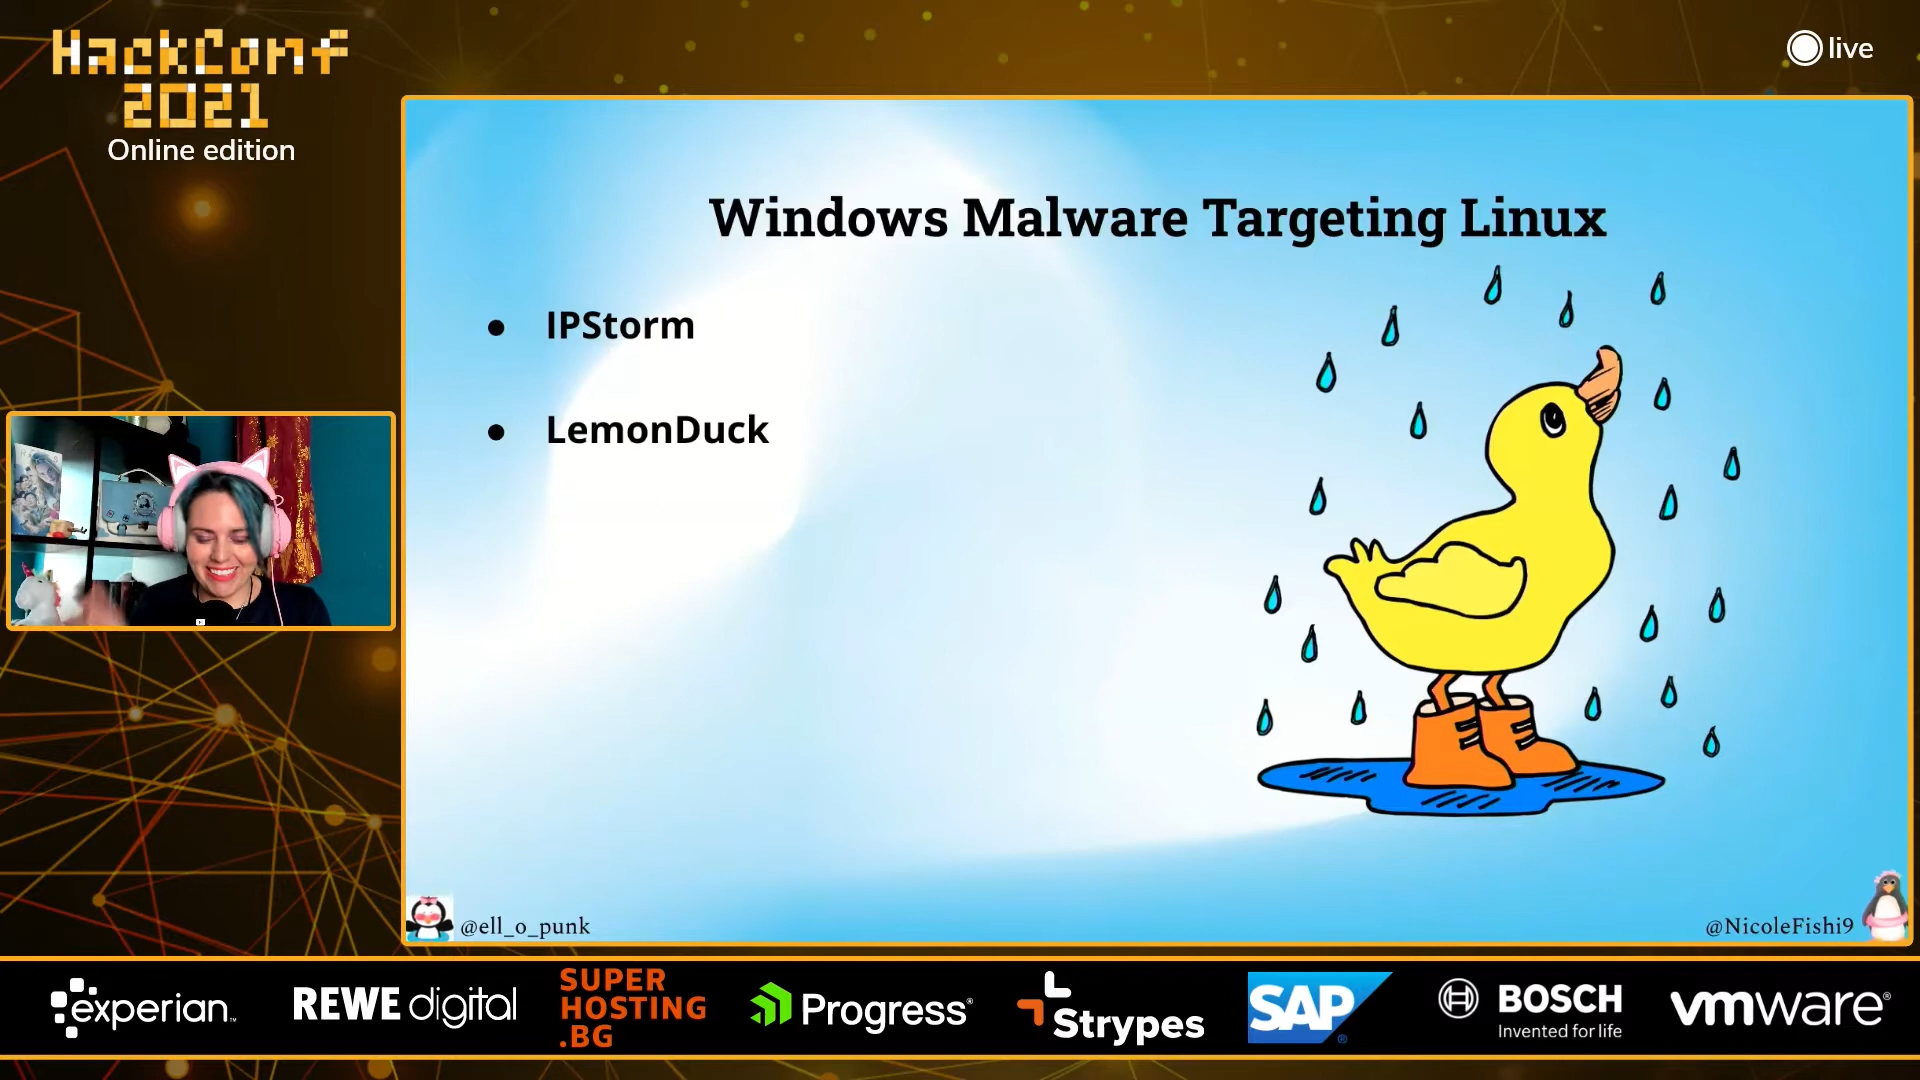 HackConf
2021
Online edition
live
Windows Malware Targeting Linux
● IPStorm
● LemonDuck
@ell_o_punk
@NicoleFishi9
experian™
REWE digital
SUPER
HOSTING
.BG
Progress®
Strypes
SAP®
BOSCH
Invented for life
vmware®